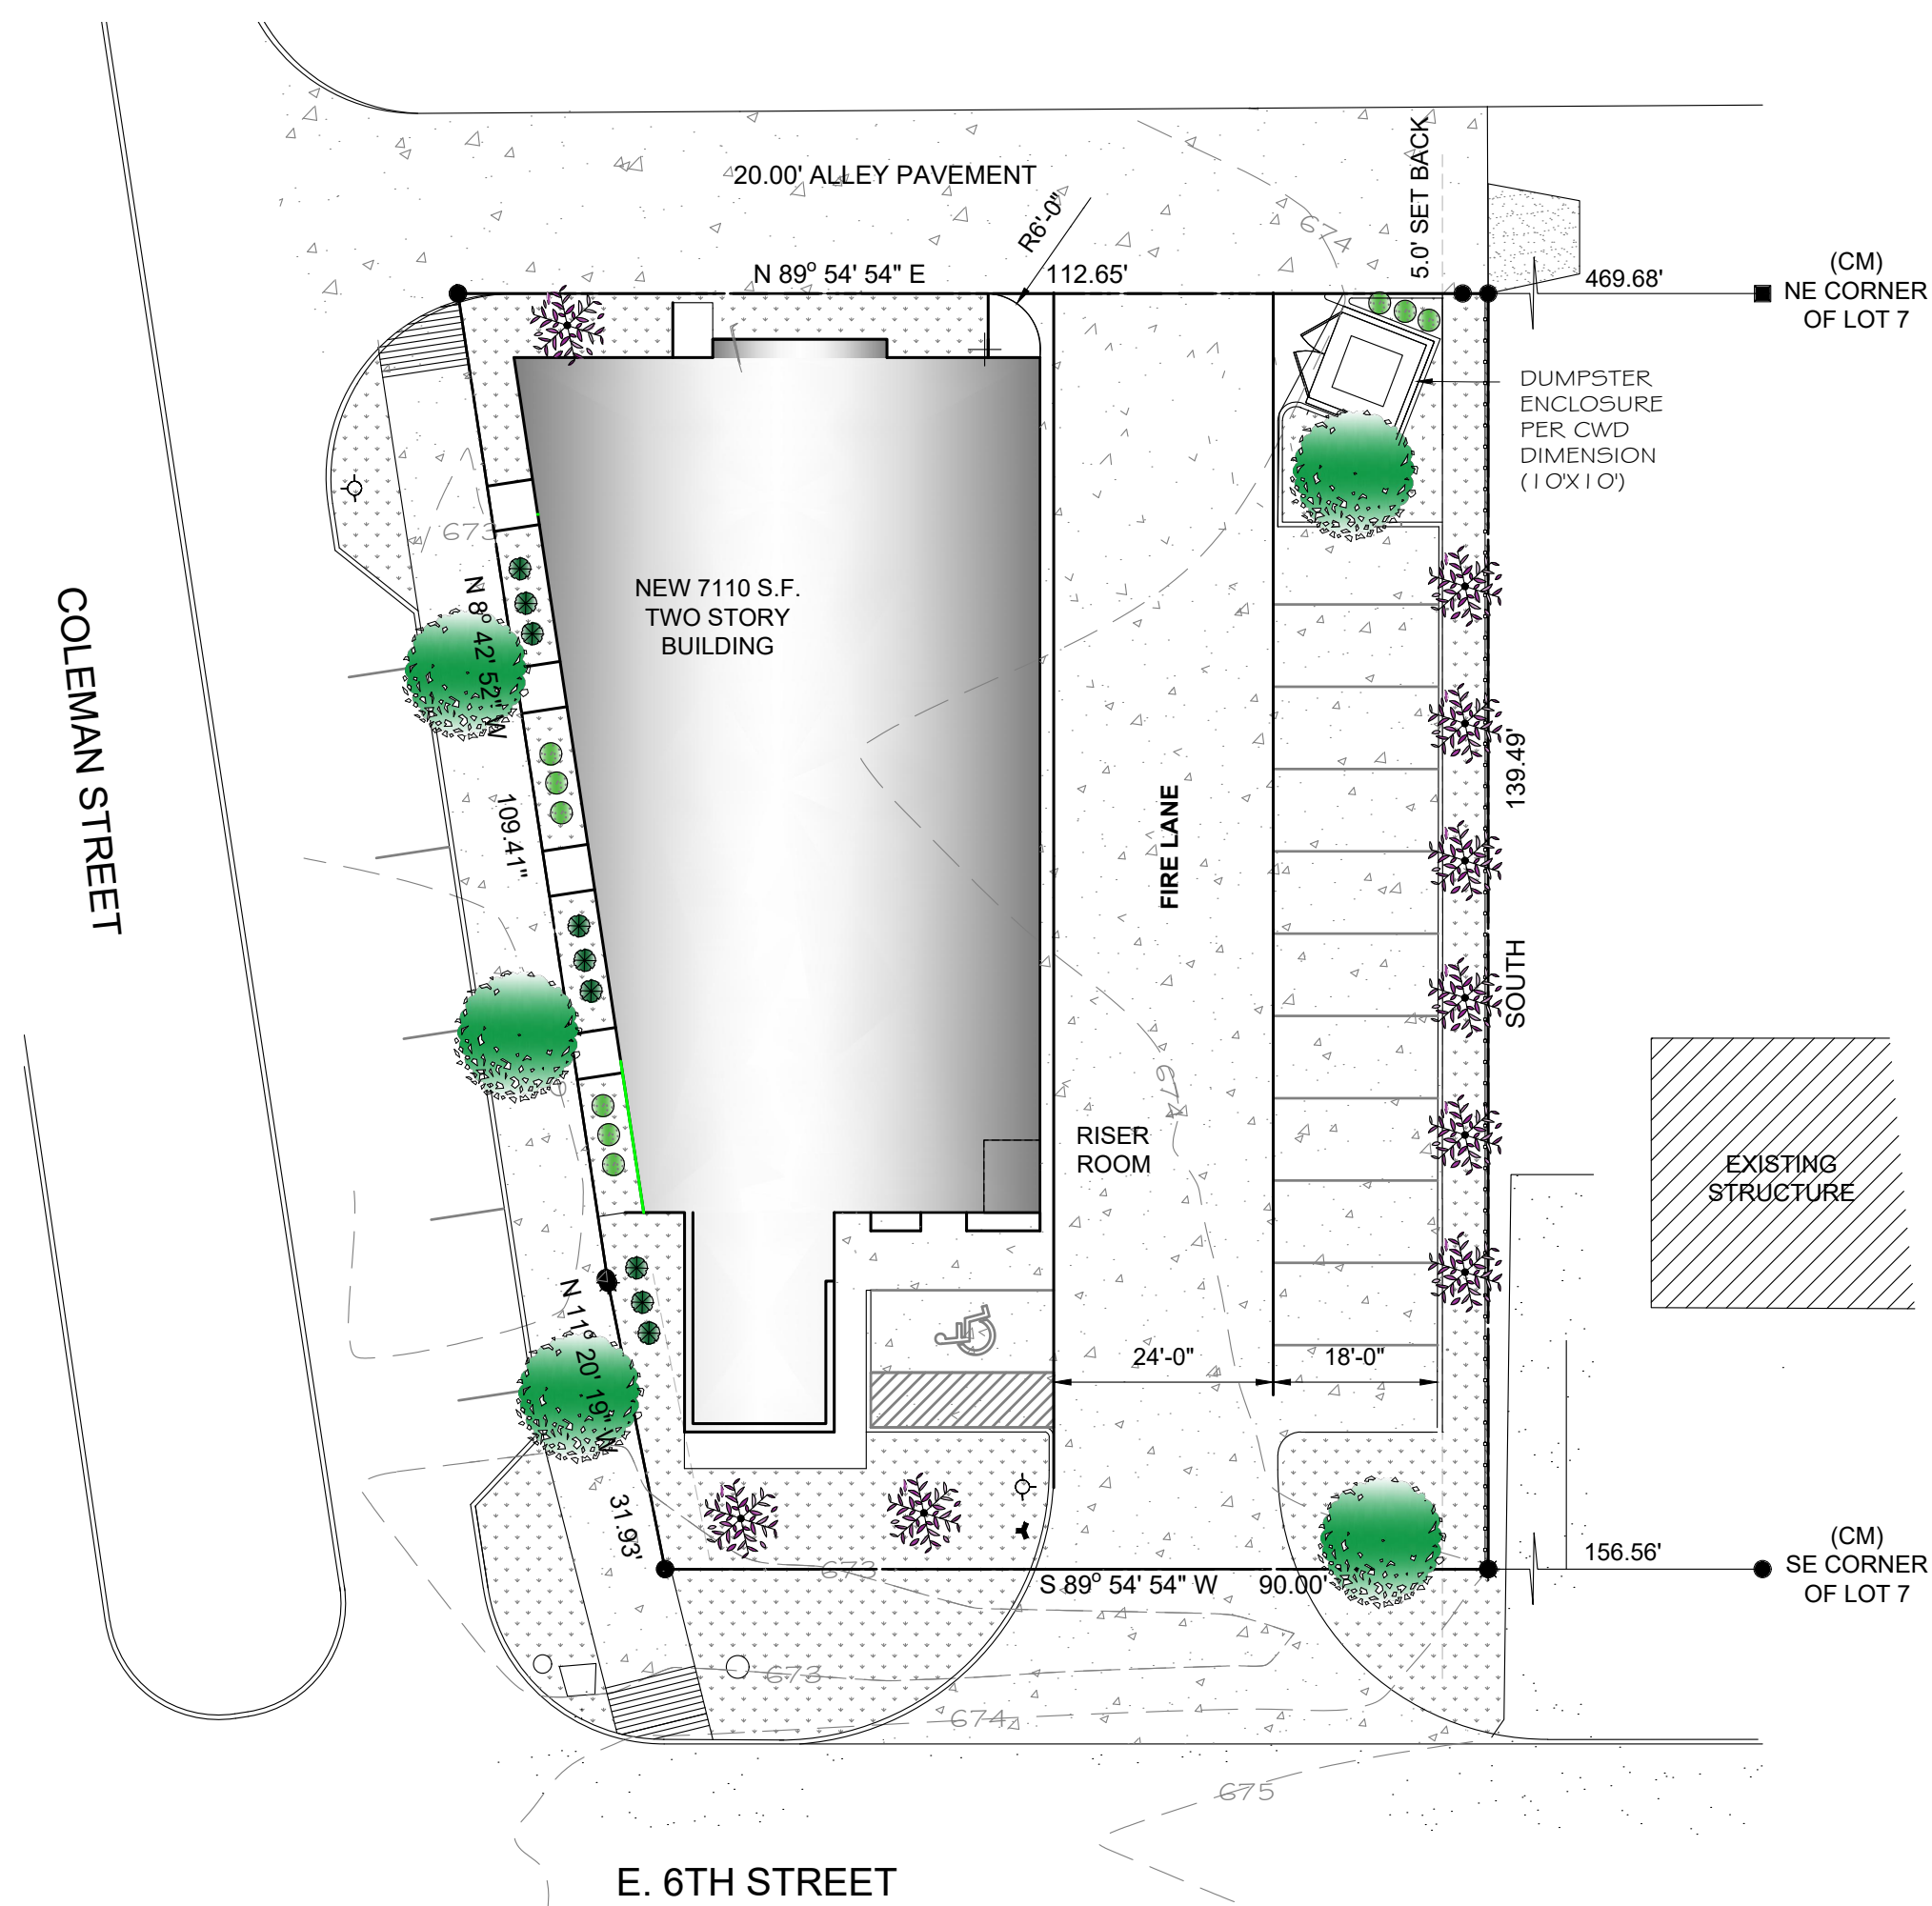 20.00' ALLEY PAVEMENT
R6'-0"
5.0' SET BACK
674
N 89° 54' 54" E
112.65'
469.68'
(CM)
NE CORNER
OF LOT 7
DUMPSTER
ENCLOSURE
PER CWD
DIMENSION
(10'X10')
673
N 8° 42' 52" W
109.41"
COLEMAN STREET
NEW 7110 S.F.
TWO STORY
BUILDING
FIRE LANE
139.49'
SOUTH
674
RISER
ROOM
EXISTING
STRUCTURE
N 11° 20' 19" W
31.93'
24'-0"
18'-0"
673
S 89° 54' 54" W
90.00'
156.56'
(CM)
SE CORNER
OF LOT 7
673
674
675
E. 6TH STREET